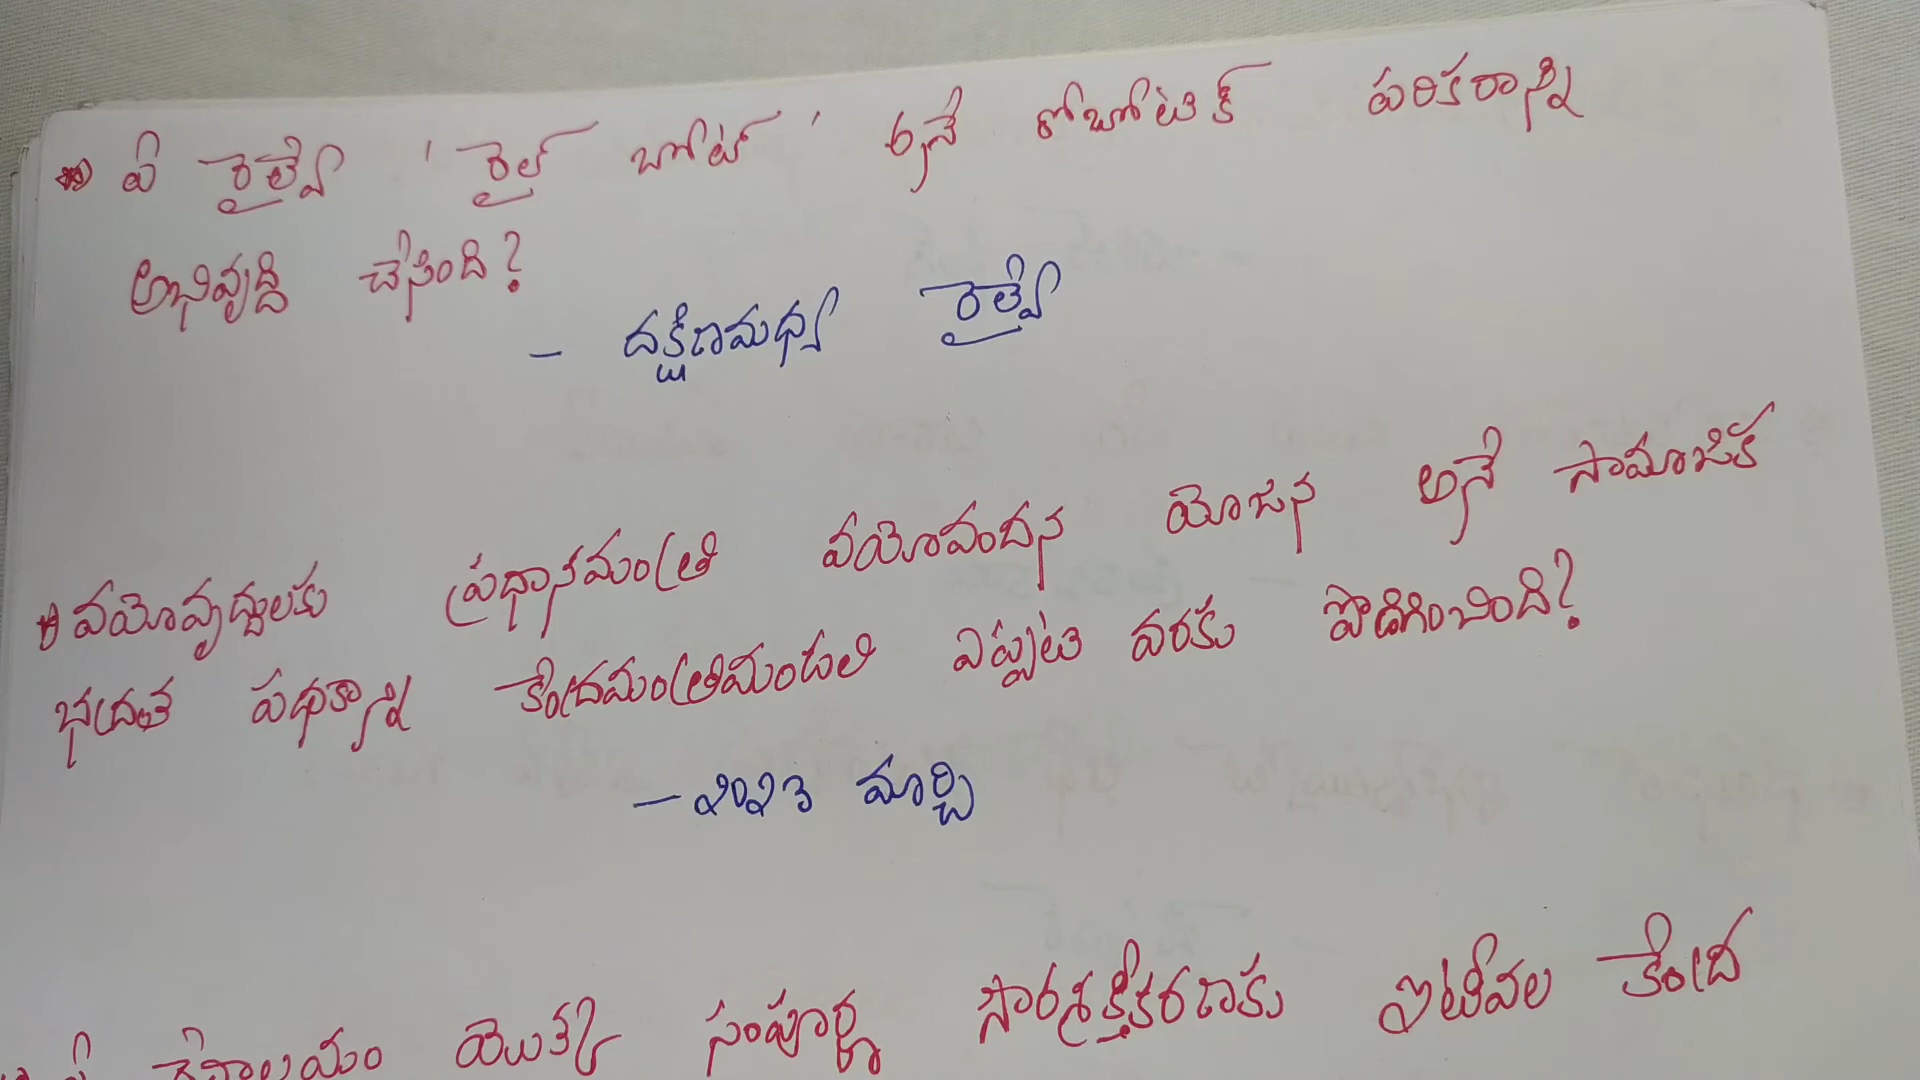 ఏ రైల్వే 'రైల్ బోట్' అనే రోబోటిక్ పరికరాన్ని
అభివృద్ది చేసింది?
- దక్షిణమధ్య రైల్వే
వయోవృద్ధులకు ప్రధానమంత్రి వయోవందన యోజన అనే సామాజిక
భద్రత పథకాన్ని కేంద్రమంత్రిమండలి ఎప్పటి వరకు పొడిగించింది?
- 2023 మార్చి
దేవాలయం యొక్క సంపూర్ణ సౌరశక్తీకరణకు ఇటీవల కేంద్ర